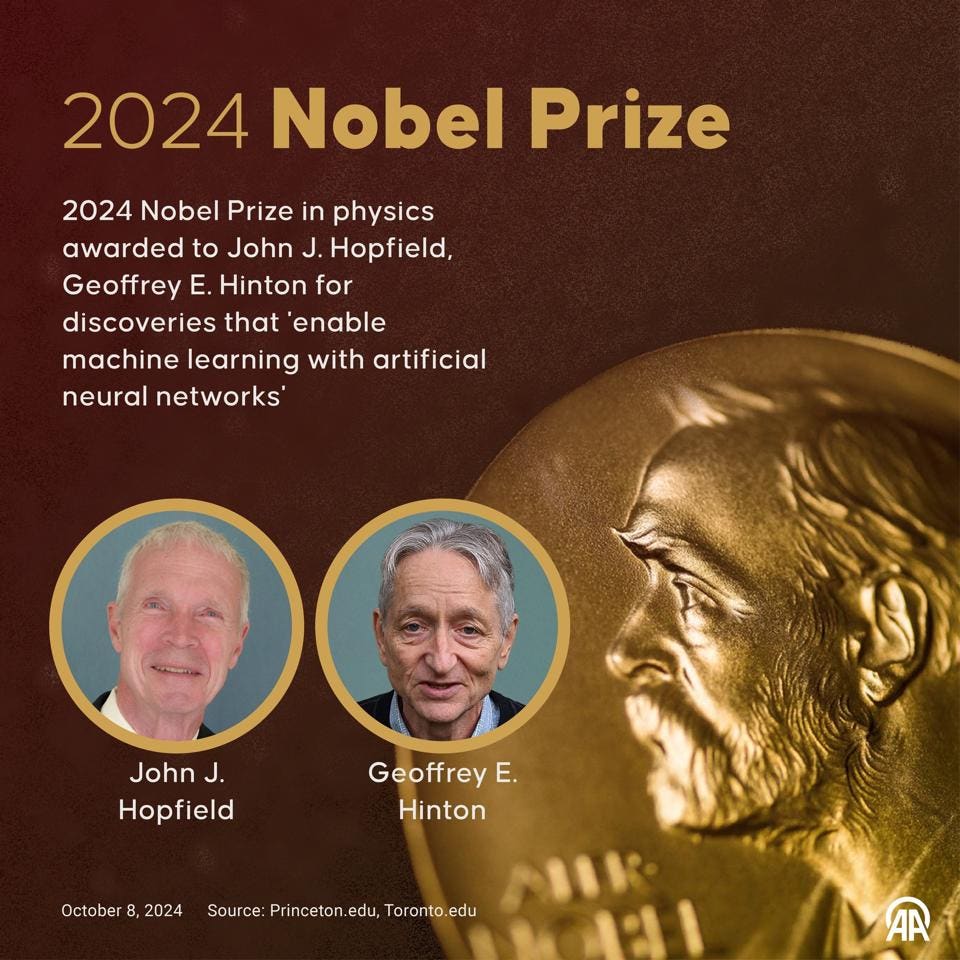 2024 Nobel Prize
2024 Nobel Prize in physics
awarded to John J. Hopfield,
Geoffrey E. Hinton for
discoveries that 'enable
machine learning with artificial
neural networks'
John J.
Hopfield
Geoffrey E.
Hinton
October 8, 2024 Source: Princeton.edu, Toronto.edu
AA